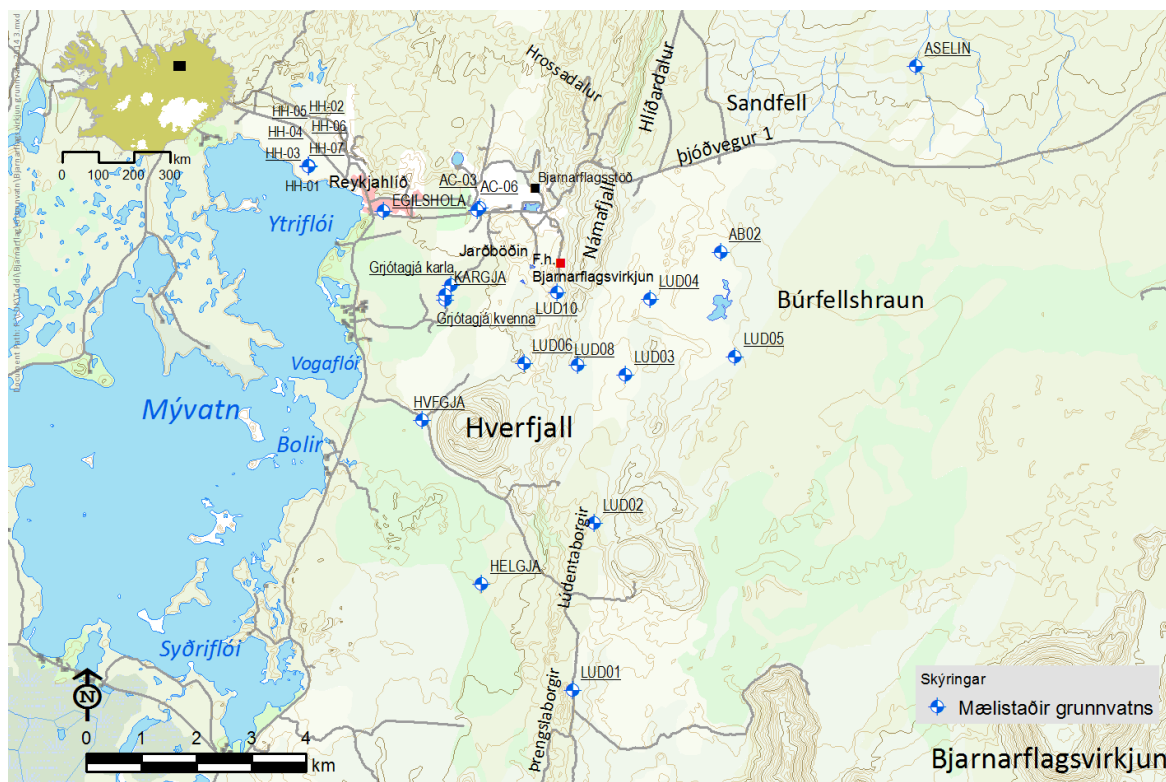 ASELIN
Hrossadalur
Hlíðardalur
Sandfell
þjóðvegur 1
HH-05
HH-02
HH-04
HH-06
HH-03
HH-07
HH-01
0 100 200 300
km
Reykjahlíð
AC-03
AC-06
Bjarnarflagsstöð
EGILSHOLA
Ytriflói
Námafjall
AB02
Jarðböðin
F.h.
Grjótagjá karla
KARGJA
Bjarnarflagsvirkjun
LUD04
Búrfellshraun
Grjótagjá kvenna
LUD10
LUD06
LUD08
LUD03
LUD05
Vogaflói
Mývatn
HVFGJA
Hverfjall
Bolir
LUD02
Lúdentaborgir
HELGJA
Syðriflói
LUD01
Þrengslaborgir
N
0 1 2 3 4
km
Skýringar
Mælistaðir grunnvatns
Bjarnarflagsvirkjun